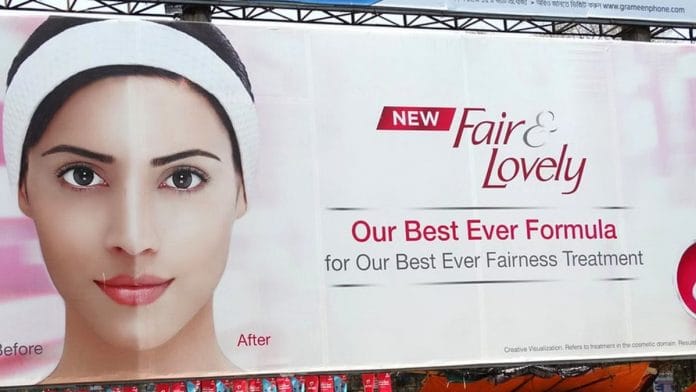 www.grameenphone.com
NEW Fair &
Lovely
Our Best Ever Formula
for Our Best Ever Fairness Treatment
Before
After
Creative Visualization. Refers to treatment in the cosmetic domain.